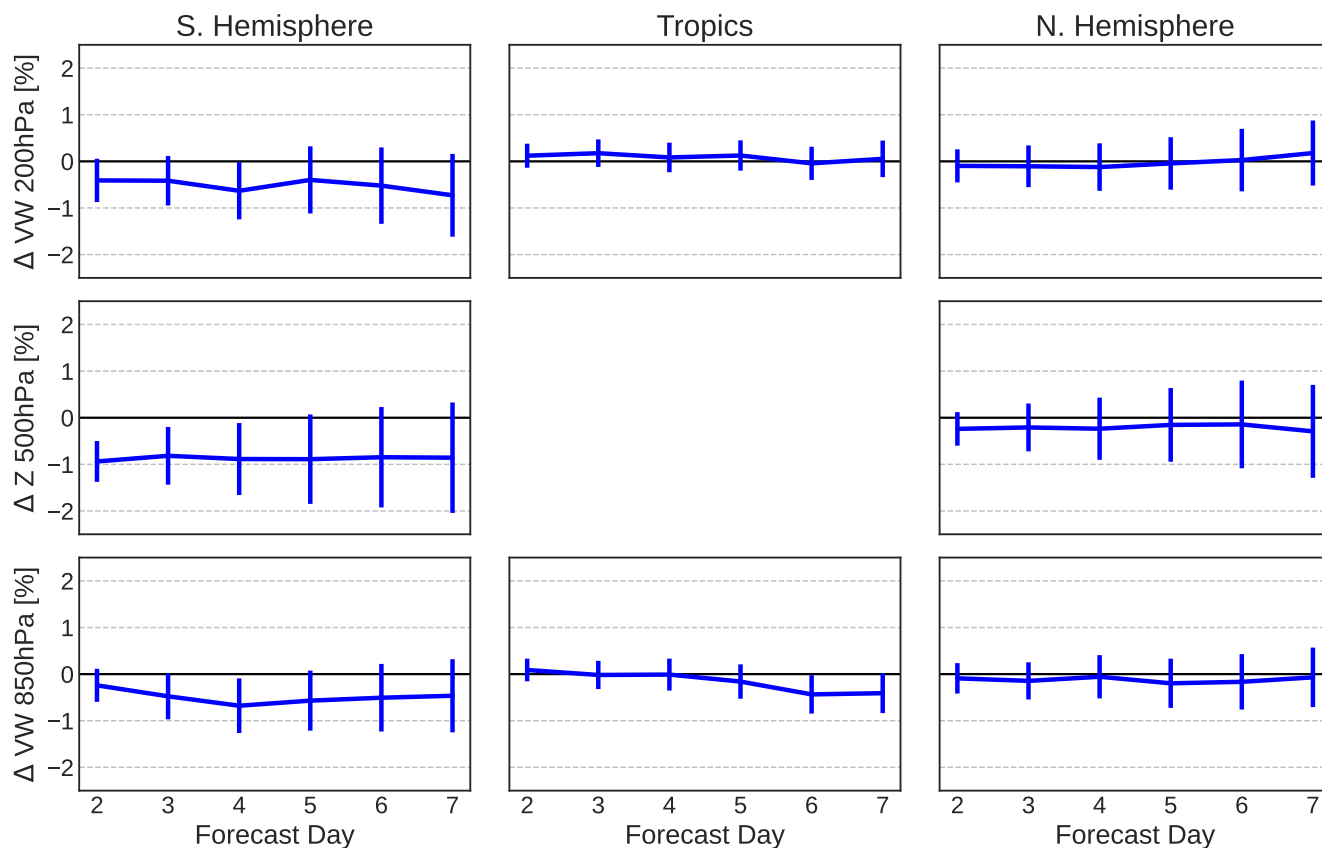 S. Hemisphere Tropics N. Hemisphere
Δ VW 200hPa [%]
2
1
0
−1
−2
Δ Z 500hPa [%]
2
1
0
−1
−2
Δ VW 850hPa [%]
2
1
0
−1
−2
2 3 4 5 6 7 2 3 4 5 6 7 2 3 4 5 6 7
Forecast Day Forecast Day Forecast Day